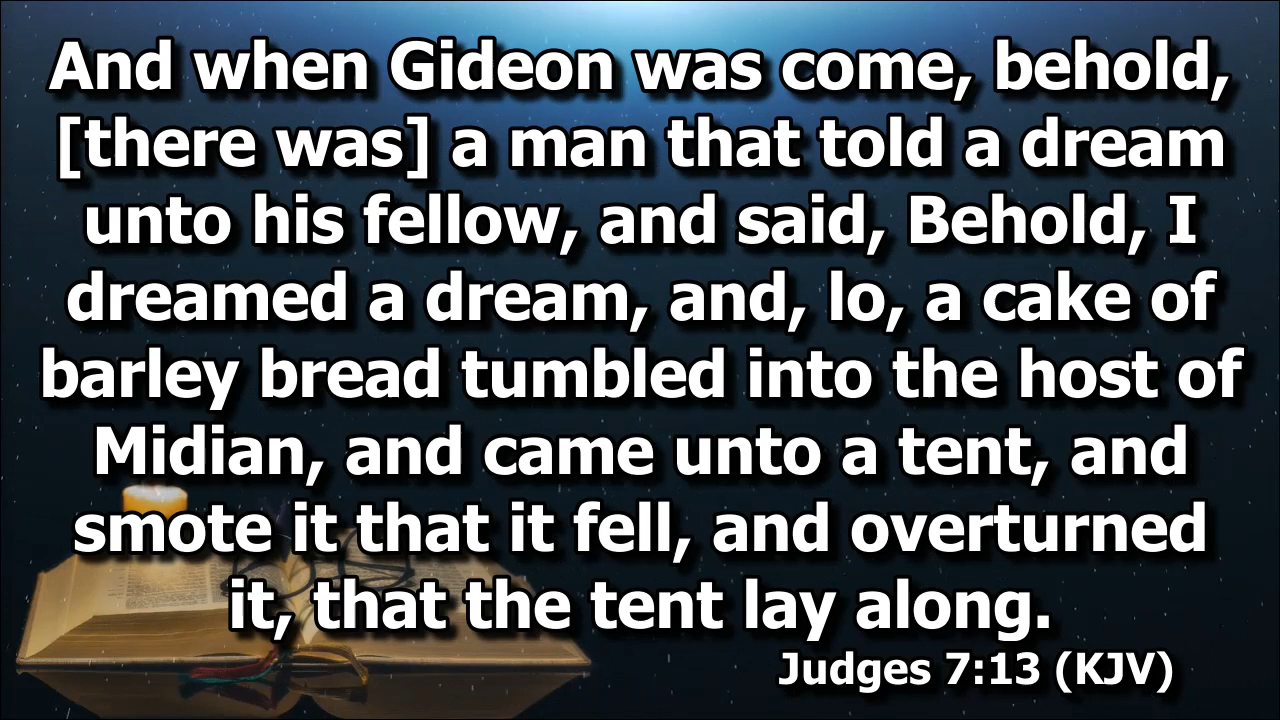 And when Gideon was come, behold,
[there was] a man that told a dream
unto his fellow, and said, Behold, I
dreamed a dream, and, lo, a cake of
barley bread tumbled into the host of
Midian, and came unto a tent, and
smote it that it fell, and overturned
it, that the tent lay along.
Judges 7:13 (KJV)